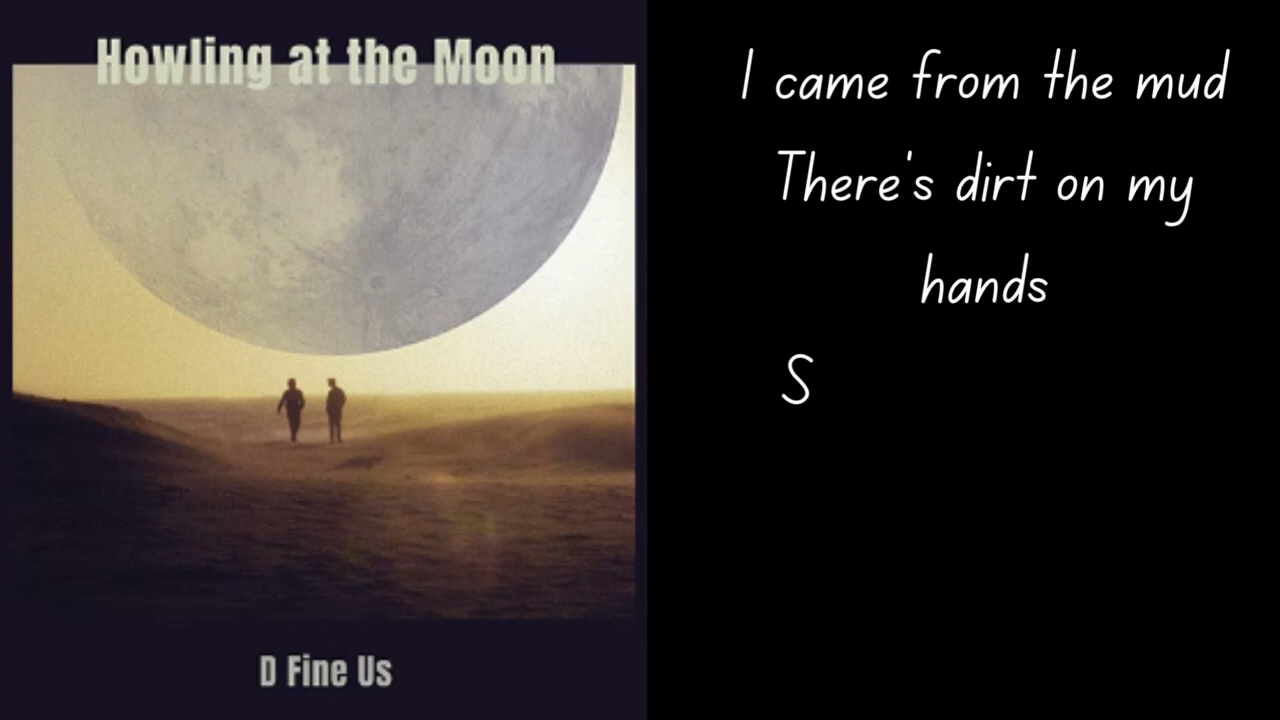 Howling at the Moon
D Fine Us
I came from the mud
There's dirt on my
hands
S